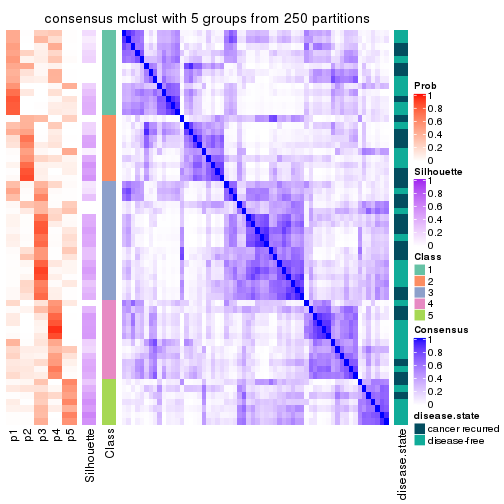 consensus mclust with 5 groups from 250 partitions
Prob
1
0.8
0.6
0.4
0.2
0
Silhouette
1
0.8
0.6
0.4
0.2
0
Class
1
2
3
4
5
Consensus
1
0.8
0.6
0.4
0.2
0
disease.state
cancer recurred
disease-free
p1
p2
p3
p4
p5
Silhouette
Class
disease.state